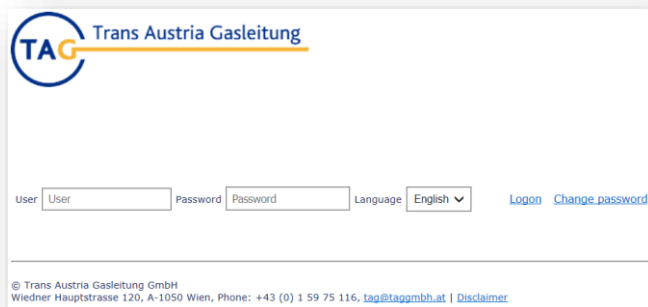 TAG Trans Austria Gasleitung
User User Password Password Language English Logon Change password
© Trans Austria Gasleitung GmbH
Wiedner Hauptstrasse 120, A-1050 Wien, Phone: +43 (0) 1 59 75 116, tag@taggmbh.at | Disclaimer